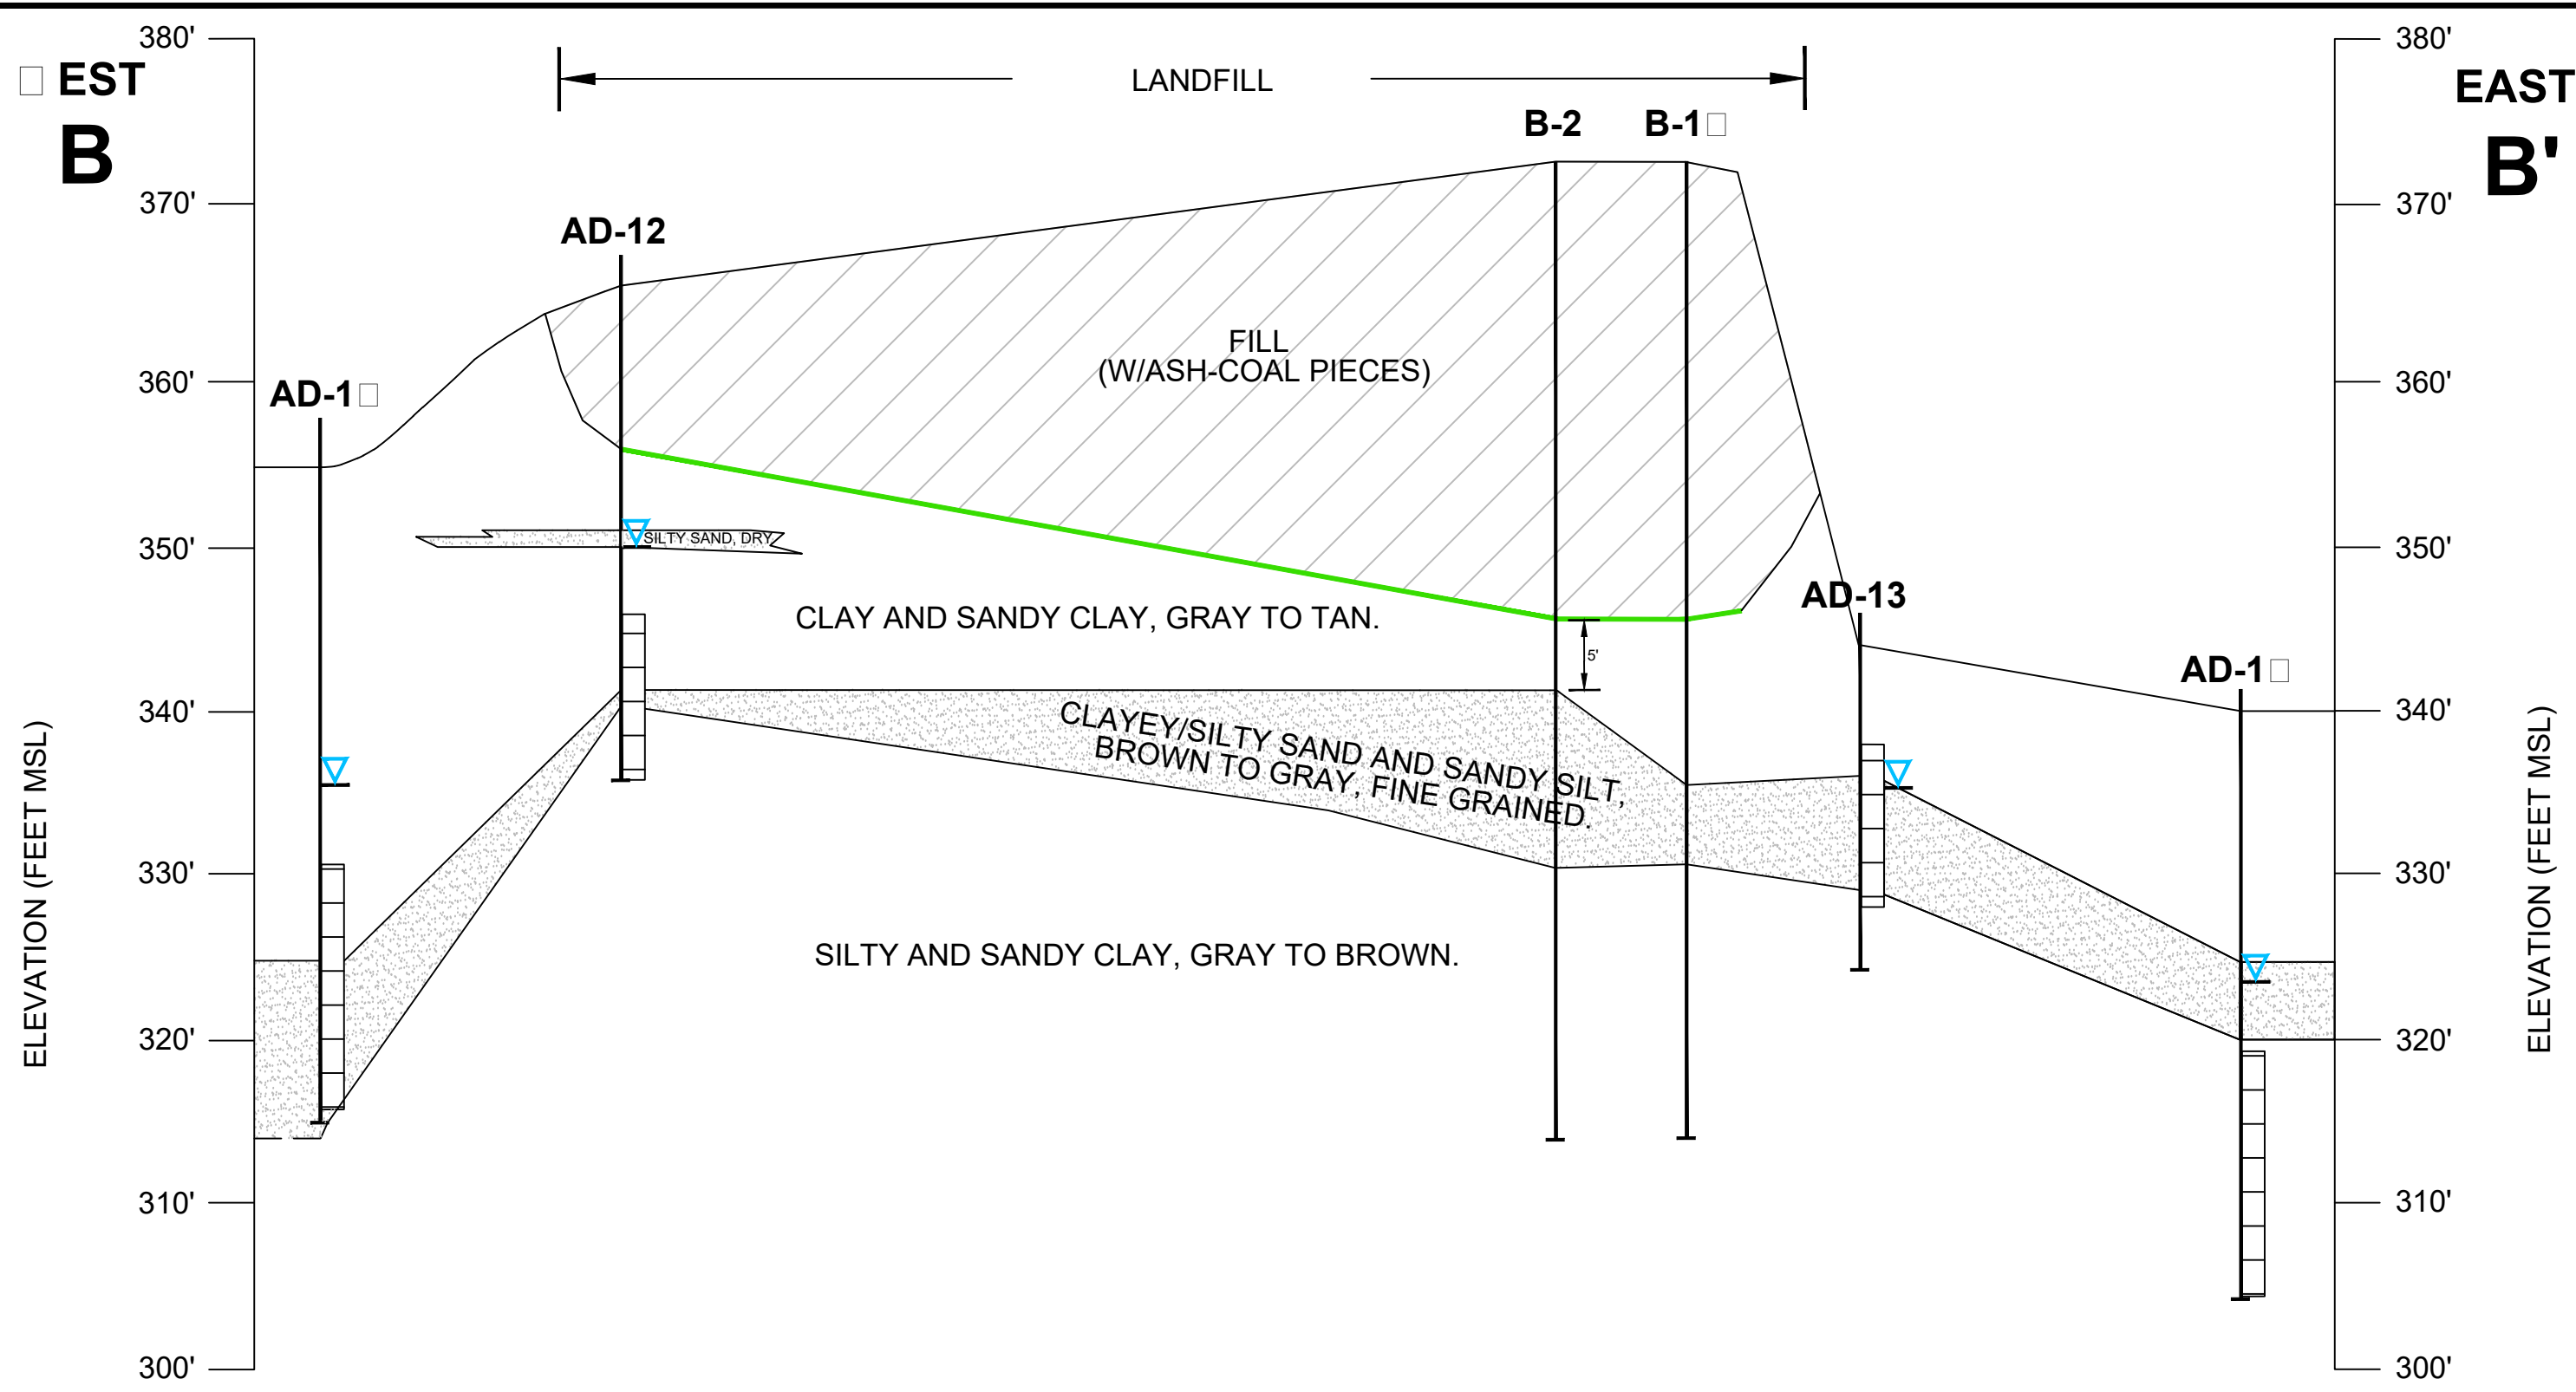 380'
370'
360'
350'
340'
330'
320'
310'
300'
ELEVATION (FEET MSL)
□ EST
B
LANDFILL
AD-1□
AD-12
B-2
B-1□
AD-13
AD-1□
FILL
(W/ASH-COAL PIECES)
SILTY SAND, DRY
CLAY AND SANDY CLAY, GRAY TO TAN.
5'
CLAYEY/SILTY SAND AND SANDY SILT,
BROWN TO GRAY, FINE GRAINED.
SILTY AND SANDY CLAY, GRAY TO BROWN.
EAST
B'
380'
370'
360'
350'
340'
330'
320'
310'
300'
ELEVATION (FEET MSL)